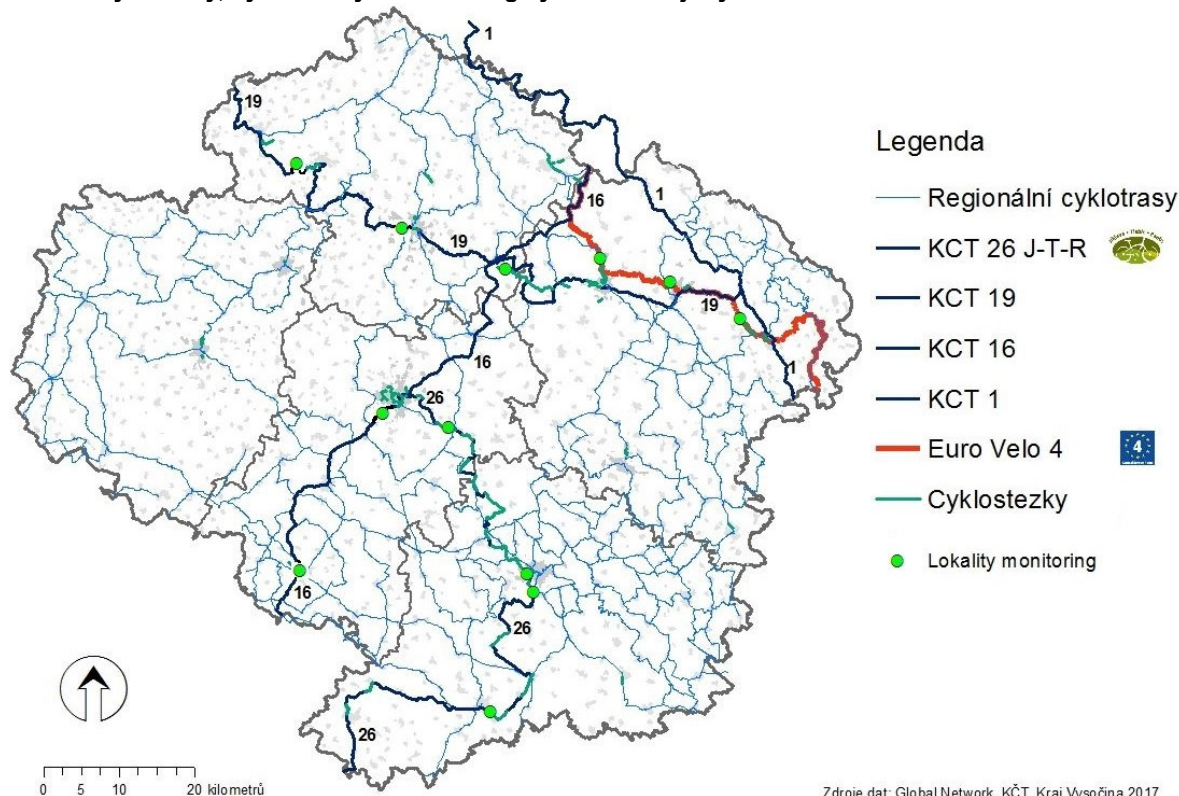 1
19
16
1
19
19
1
16
26
16
26
26
Legenda
Regionální cyklotrasy
KCT 26 J-T-R
KCT 19
KCT 16
KCT 1
Euro Velo 4
4
Cyklostezky
Lokality monitoring
0 5 10 20 kilometrů
Zdroje dat: Global Network, KČT, Kraj Vysočina 2017